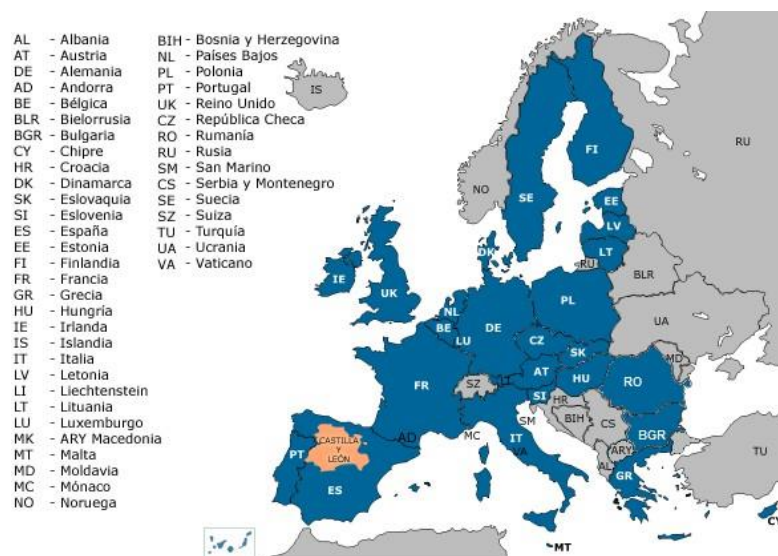 AL - Albania
AT - Austria
DE - Alemania
AD - Andorra
BE - Bélgica
BLR - Bielorrusia
BGR - Bulgaria
CY - Chipre
HR - Croacia
DK - Dinamarca
SK - Eslovaquia
SI - Eslovenia
ES - España
EE - Estonia
FI - Finlandia
FR - Francia
GR - Grecia
HU - Hungría
IE - Irlanda
IS - Islandia
IT - Italia
LV - Letonia
LI - Liechtenstein
LT - Lituania
LU - Luxemburgo
MK - ARY Macedonia
MT - Malta
MD - Moldavia
MC - Mónaco
NO - Noruega
BIH - Bosnia y Herzegovina
NL - Países Bajos
PL - Polonia
PT - Portugal
UK - Reino Unido
CZ - República Checa
RO - Rumanía
RU - Rusia
SM - San Marino
CS - Serbia y Montenegro
SE - Suecia
SZ - Suiza
TU - Turquía
UA - Ucrania
VA - Vaticano
IS
RU
FI
NO
SE
EE
LV
DK
LT
RU
BLR
IE
UK
NL
PL
BE
DE
LU
CZ
UA
SK
MD
AT
FR
SZ
HU
RO
SI
HR
SM
BIH
CS
MC
IT
AD
CASTILLA
Y
LEÓN
PT
VA
BGR
ARY
AL
TU
GR
ES
CY
MT